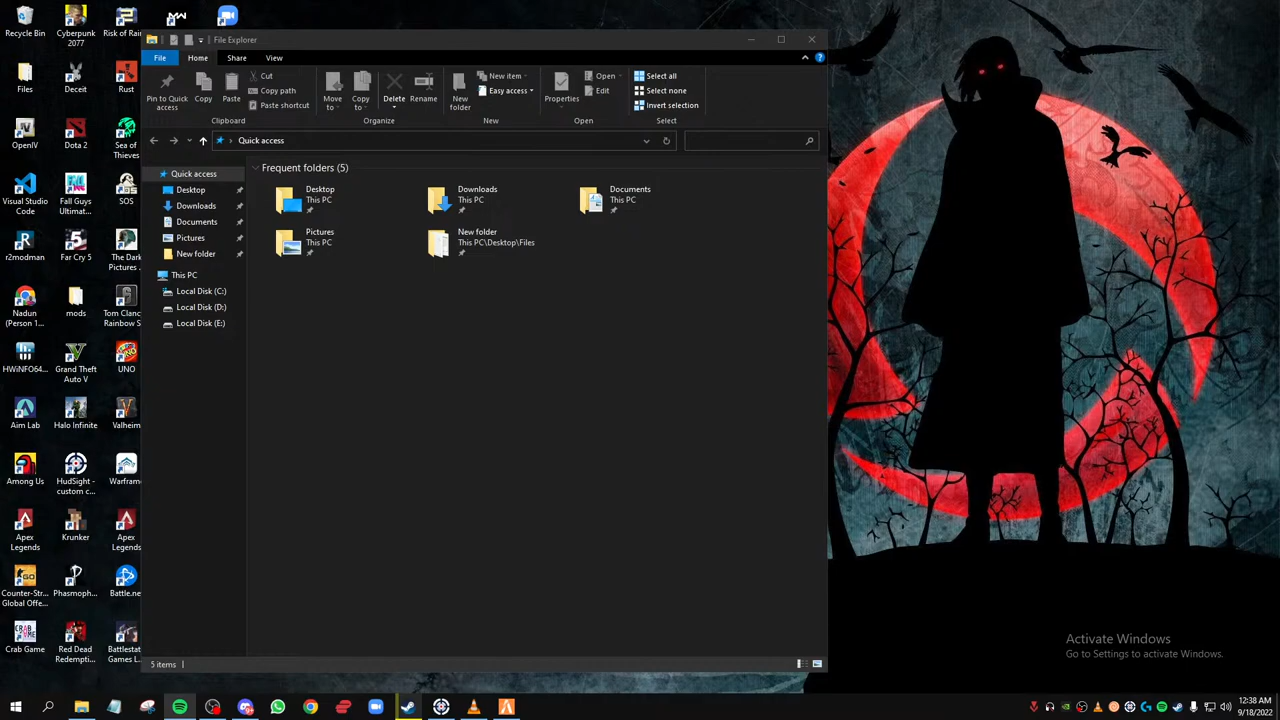 Recycle Bin
Cyberpunk
2077
Risk of Rai
Files
Deceit
Rust
OpenIV
Dota 2
Sea of
Thieves
Visual Studio
Code
Fall Guys
Ultimat...
SOS
r2modman
Far Cry 5
The Dark
Pictures ...
Nadun
(Person 1...
mods
Tom Clanc
Rainbow S
HWiNFO64...
Grand Theft
Auto V
UNO
Aim Lab
Halo Infinite
Valheim
Among Us
HudSight -
custom c...
Warframe
Apex
Legends
Krunker
Apex
Legends
Counter-Str...
Global Offe...
Phasmoph...
Battle.net
Crab Game
Red Dead
Redempti...
Battlestat
Games L
File Explorer
File
Home
Share
View
Pin to Quick
access
Copy
Paste
Cut
Copy path
Paste shortcut
Clipboard
Move
to
Copy
to
Delete
Rename
Organize
New
folder
New item
Easy access
New
Properties
Open
Edit
Open
Select all
Select none
Invert selection
Select
Quick access
Quick access
Desktop
Downloads
Documents
Pictures
New folder
This PC
Local Disk (C:)
Local Disk (D:)
Local Disk (E:)
Frequent folders (5)
Desktop
This PC
Downloads
This PC
Documents
This PC
Pictures
This PC
New folder
This PC\Desktop\Files
5 items
Activate Windows
Go to Settings to activate Windows.
12:38 AM
9/18/2022